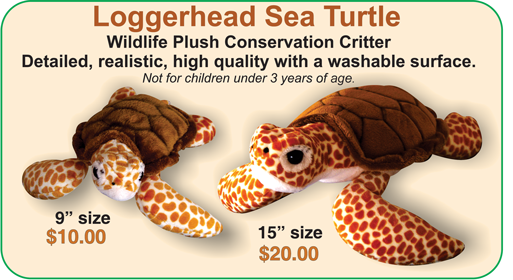 Loggerhead Sea Turtle
Wildlife Plush Conservation Critter
Detailed, realistic, high quality with a washable surface.
Not for children under 3 years of age.
9” size
$10.00
15” size
$20.00